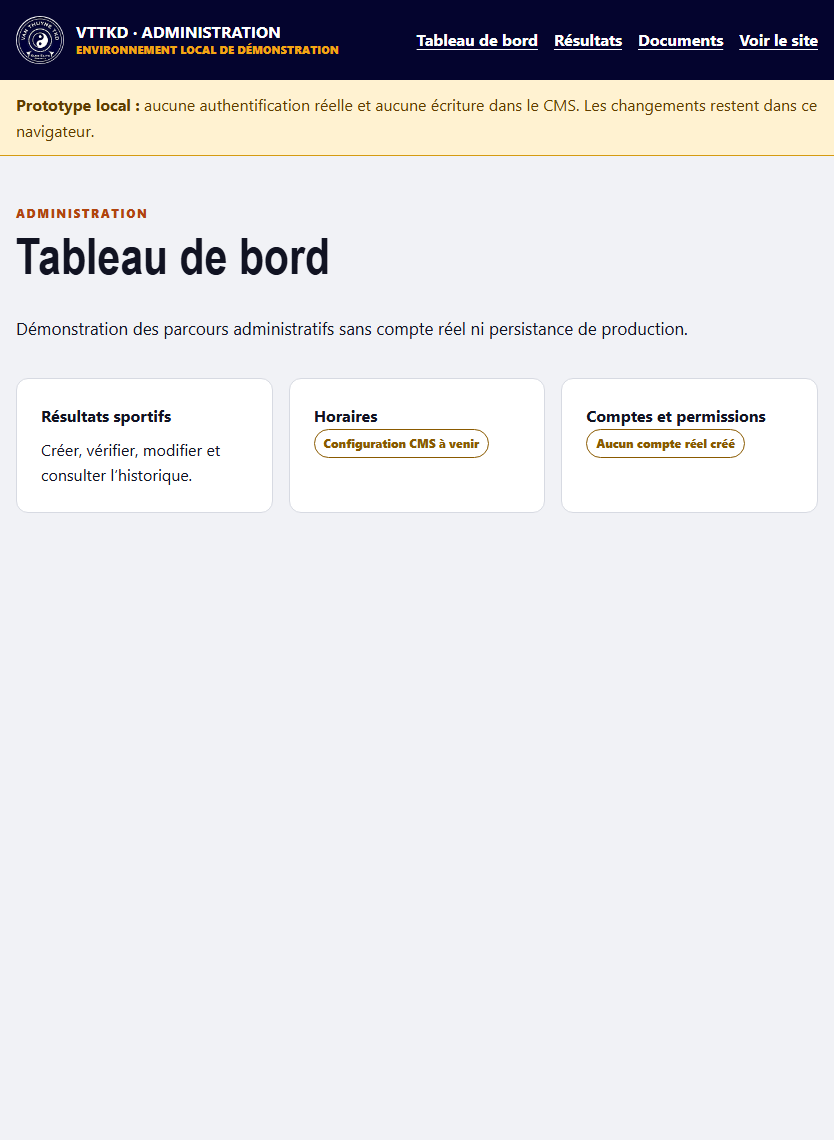 VTTKD · ADMINISTRATION
ENVIRONNEMENT LOCAL DE DÉMONSTRATION
Tableau de bord Résultats Documents Voir le site
Prototype local : aucune authentification réelle et aucune écriture dans le CMS. Les changements restent dans ce
navigateur.
ADMINISTRATION
Tableau de bord
Démonstration des parcours administratifs sans compte réel ni persistance de production.
Résultats sportifs
Créer, vérifier, modifier et
consulter l’historique.
Horaires
Configuration CMS à venir
Comptes et permissions
Aucun compte réel créé